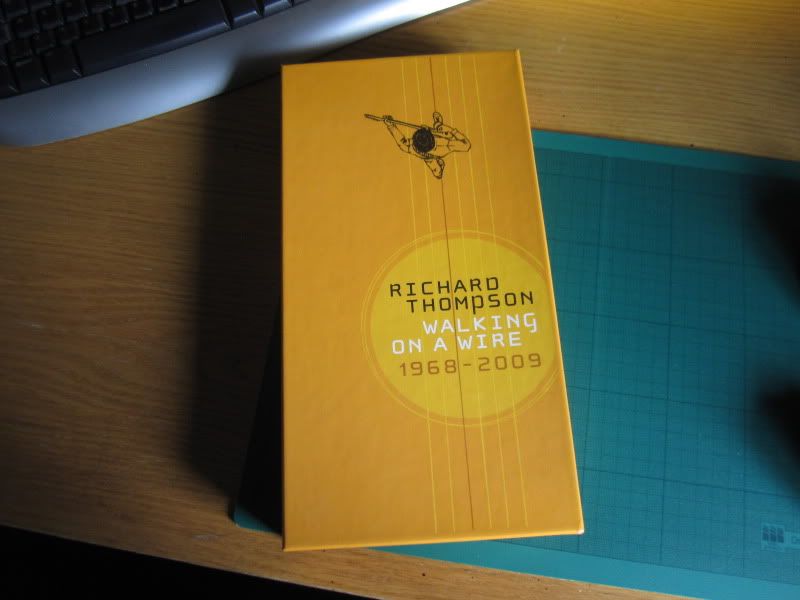 RICHARD
THOMPSON
WALKING
ON A WIRE
1968-2009